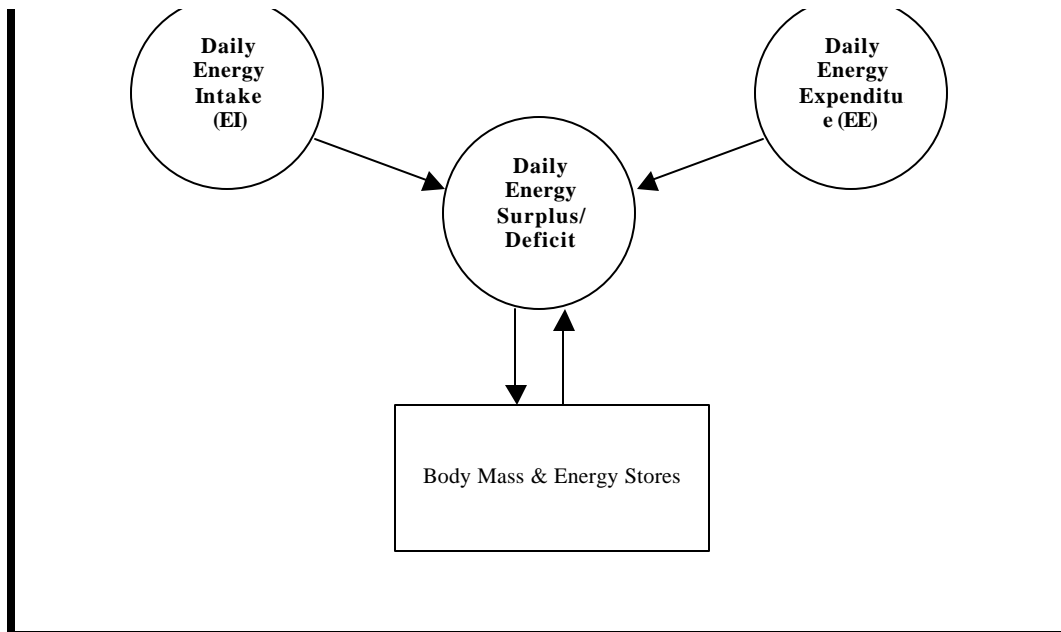 Daily
Energy
Intake
(EI)
Daily
Energy
Expenditu
e (EE)
Daily
Energy
Surplus/
Deficit
Body Mass & Energy Stores